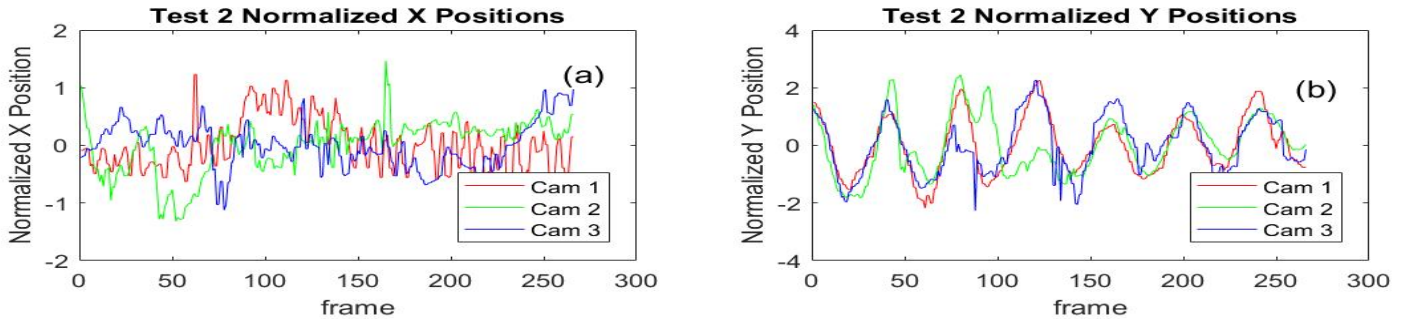 Test 2 Normalized X Positions
Normalized X Position
2
1
0
-1
-2
(a)
Cam 1
Cam 2
Cam 3
0 50 100 150 200 250 300
frame
Test 2 Normalized Y Positions
Normalized Y Position
4
2
0
-2
-4
(b)
Cam 1
Cam 2
Cam 3
0 50 100 150 200 250 300
frame